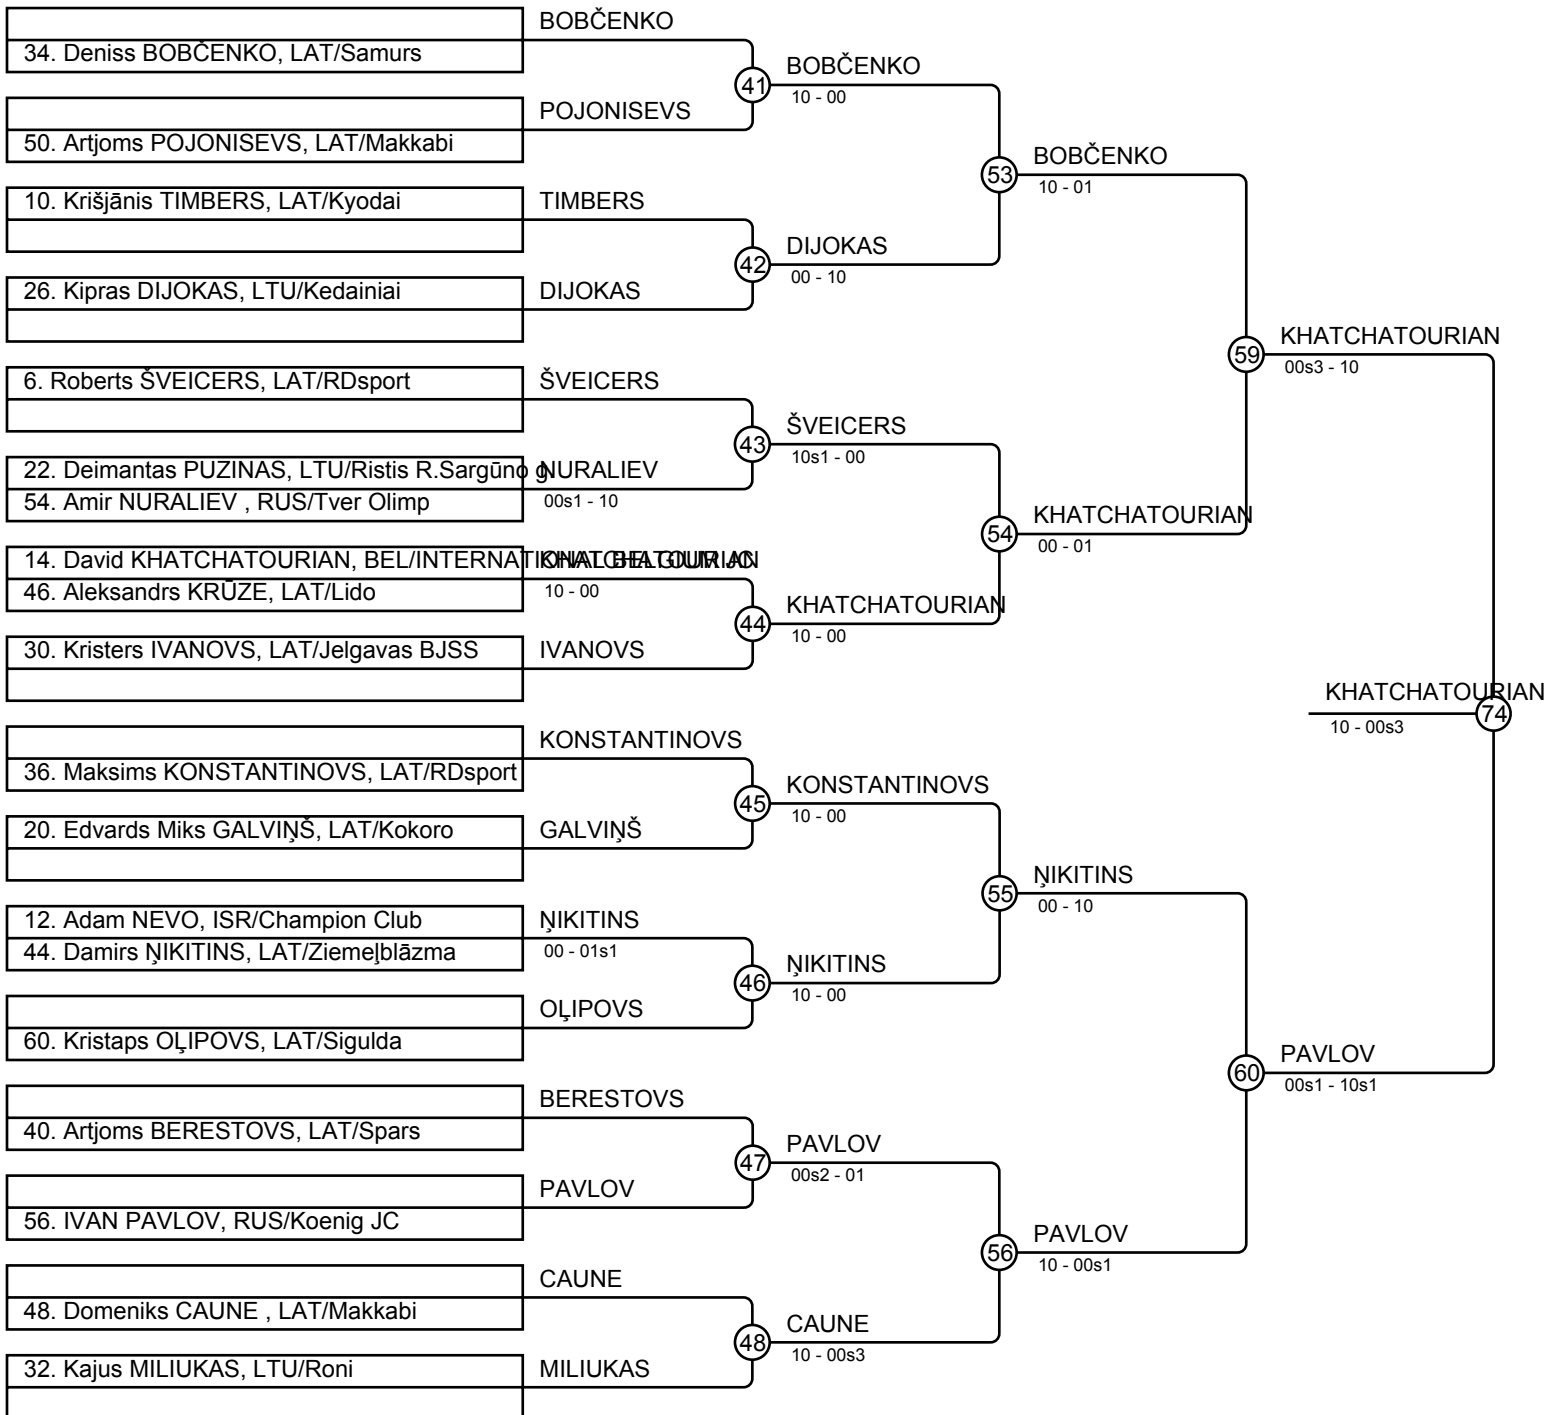 BOBČENKO
34. Deniss BOBČENKO, LAT/Samurs
41
BOBČENKO
10 - 00
POJONISEVS
50. Artjoms POJONISEVS, LAT/Makkabi
53
BOBČENKO
10 - 01
10. Krišjānis TIMBERS, LAT/Kyodai
TIMBERS
42
DIJOKAS
00 - 10
26. Kipras DIJOKAS, LTU/Kedainiai
DIJOKAS
59
KHATCHATOURIAN
00s3 - 10
6. Roberts ŠVEICERS, LAT/RDsport
ŠVEICERS
43
ŠVEICERS
10s1 - 00
22. Deimantas PUZINAS, LTU/Ristis R.Sargūno g.
NURALIEV
54. Amir NURALIEV , RUS/Tver Olimp
00s1 - 10
54
KHATCHATOURIAN
00 - 01
14. David KHATCHATOURIAN, BEL/INTERNATIONAL BELGIUM JC
KHATCHATOURIAN
46. Aleksandrs KRŪZE, LAT/Lido
10 - 00
44
KHATCHATOURIAN
10 - 00
30. Kristers IVANOVS, LAT/Jelgavas BJSS
IVANOVS
KHATCHATOURIAN
74
10 - 00s3
KONSTANTINOVS
36. Maksims KONSTANTINOVS, LAT/RDsport
45
KONSTANTINOVS
10 - 00
20. Edvards Miks GALVIŅŠ, LAT/Kokoro
GALVIŅŠ
55
ŅIKITINS
00 - 10
12. Adam NEVO, ISR/Champion Club
ŅIKITINS
44. Damirs ŅIKITINS, LAT/Ziemeļblāzma
00 - 01s1
46
ŅIKITINS
10 - 00
OĻIPOVS
60. Kristaps OĻIPOVS, LAT/Sigulda
60
PAVLOV
00s1 - 10s1
BERESTOVS
40. Artjoms BERESTOVS, LAT/Spars
47
PAVLOV
00s2 - 01
PAVLOV
56. IVAN PAVLOV, RUS/Koenig JC
56
PAVLOV
10 - 00s1
CAUNE
48. Domeniks CAUNE , LAT/Makkabi
48
CAUNE
10 - 00s3
32. Kajus MILIUKAS, LTU/Roni
MILIUKAS